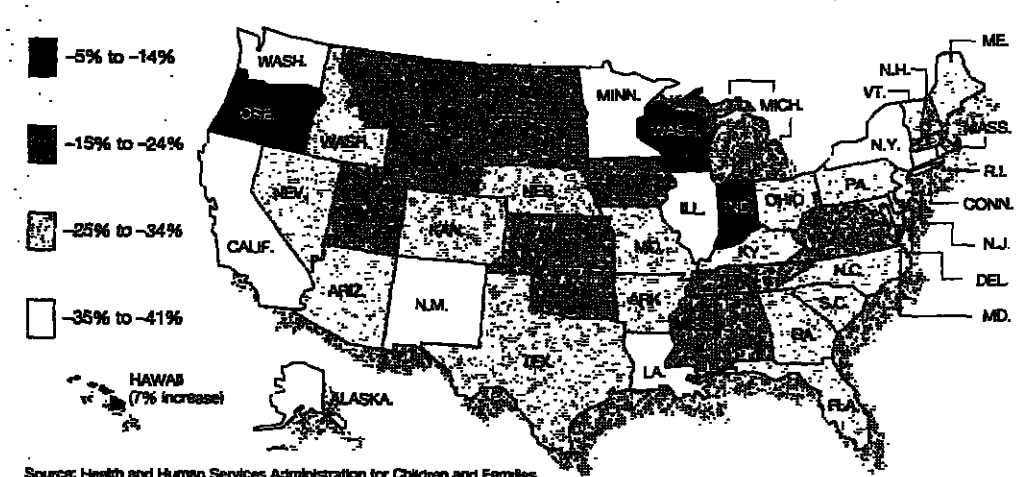 -5% to -14%
-15% to -24%
-25% to -34%
-35% to -41%
WASH.
ORE.
WASH.
NEV.
CALIF.
ARIZ.
N.M.
KAN.
NEB.
TEX.
MINN.
WASH.
MICH.
ILL.
IND.
OHIO
MO.
KY.
ARK.
LA.
PA.
N.Y.
N.C.
S.C.
FLA.
ME.
N.H.
VT.
MASS.
R.I.
CONN.
N.J.
DEL.
MD.
HAWAII
(7% increase)
ALASKA.
Source: Health and Human Services Administration for Children and Families